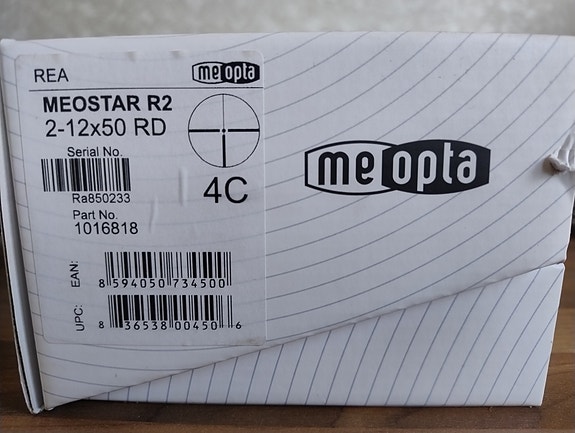 REA
meopta
MEOSTAR R2
2-12x50 RD
Serial No.
Ra850233
4C
Part No.
1016818
EAN:
8 594050 734500
UPC:
8 36538 00450 6
meopta